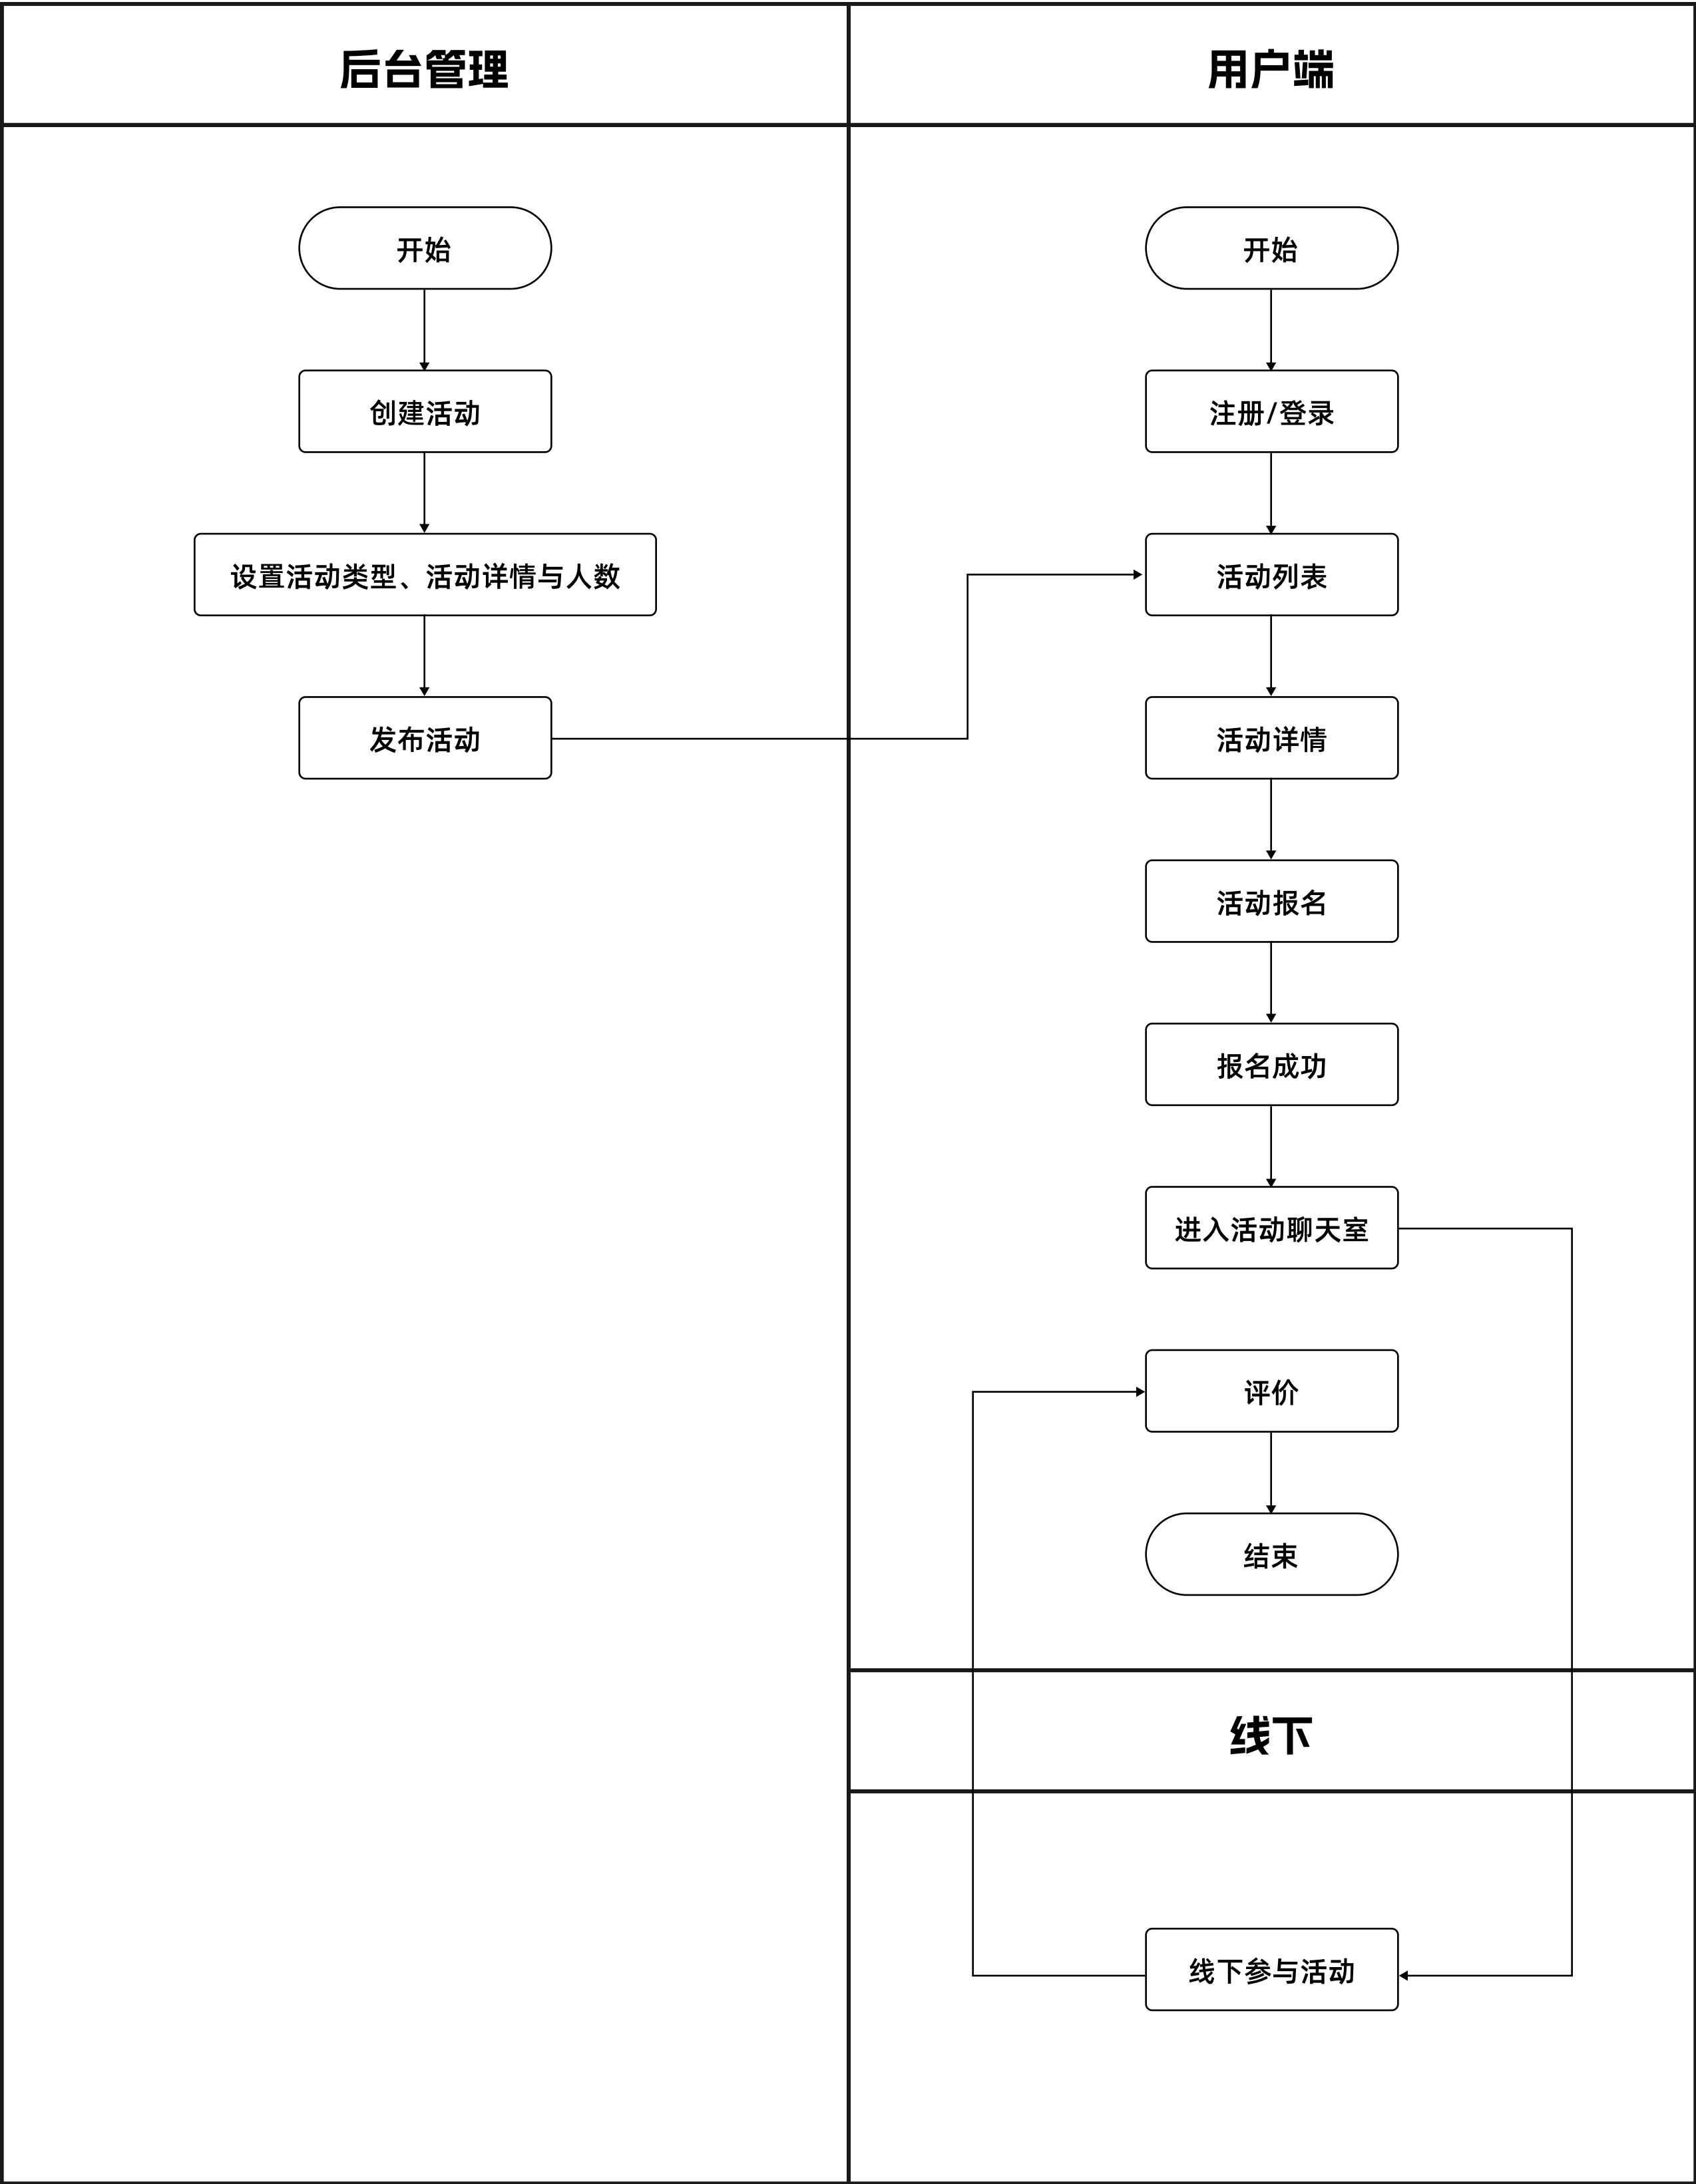 后台管理
用户端
开始
创建活动
设置活动类型、活动详情与人数
发布活动
开始
注册/登录
活动列表
活动详情
活动报名
报名成功
进入活动聊天室
评价
结束
线下
线下参与活动